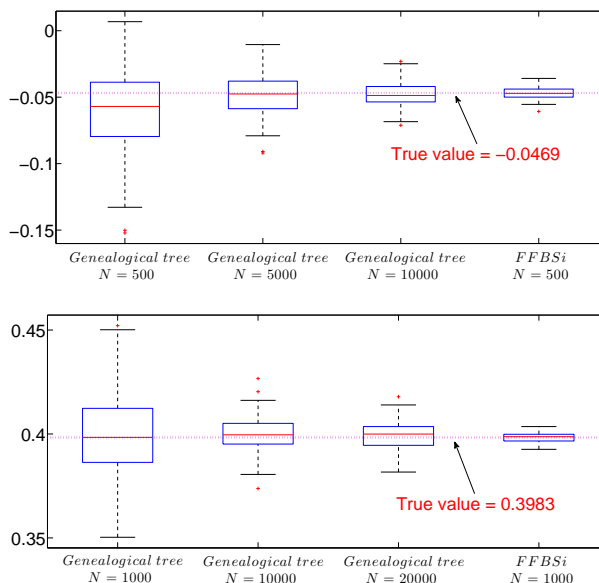 0
−0.05
−0.1
−0.15
True value = −0.0469
Genealogical tree Genealogical tree Genealogical tree FFBSi
N = 500 N = 5000 N = 10000 N = 500
0.45
0.4
0.35
True value = 0.3983
Genealogical tree Genealogical tree Genealogical tree FFBSi
N = 1000 N = 10000 N = 20000 N = 1000